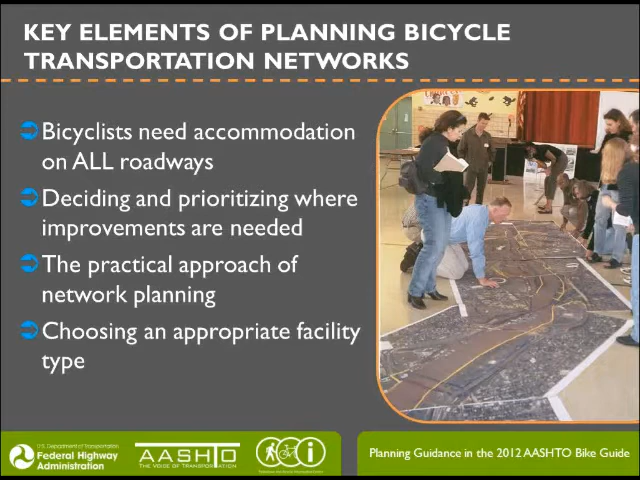 KEY ELEMENTS OF PLANNING BICYCLE
TRANSPORTATION NETWORKS
Bicyclists need accommodation
on ALL roadways
Deciding and prioritizing where
improvements are needed
The practical approach of
network planning
Choosing an appropriate facility
type
U.S. Department of Transportation
Federal Highway
Administration
AASHTO
THE VOICE OF TRANSPORTATION
Planning Guidance in the 2012 AASHTO Bike Guide